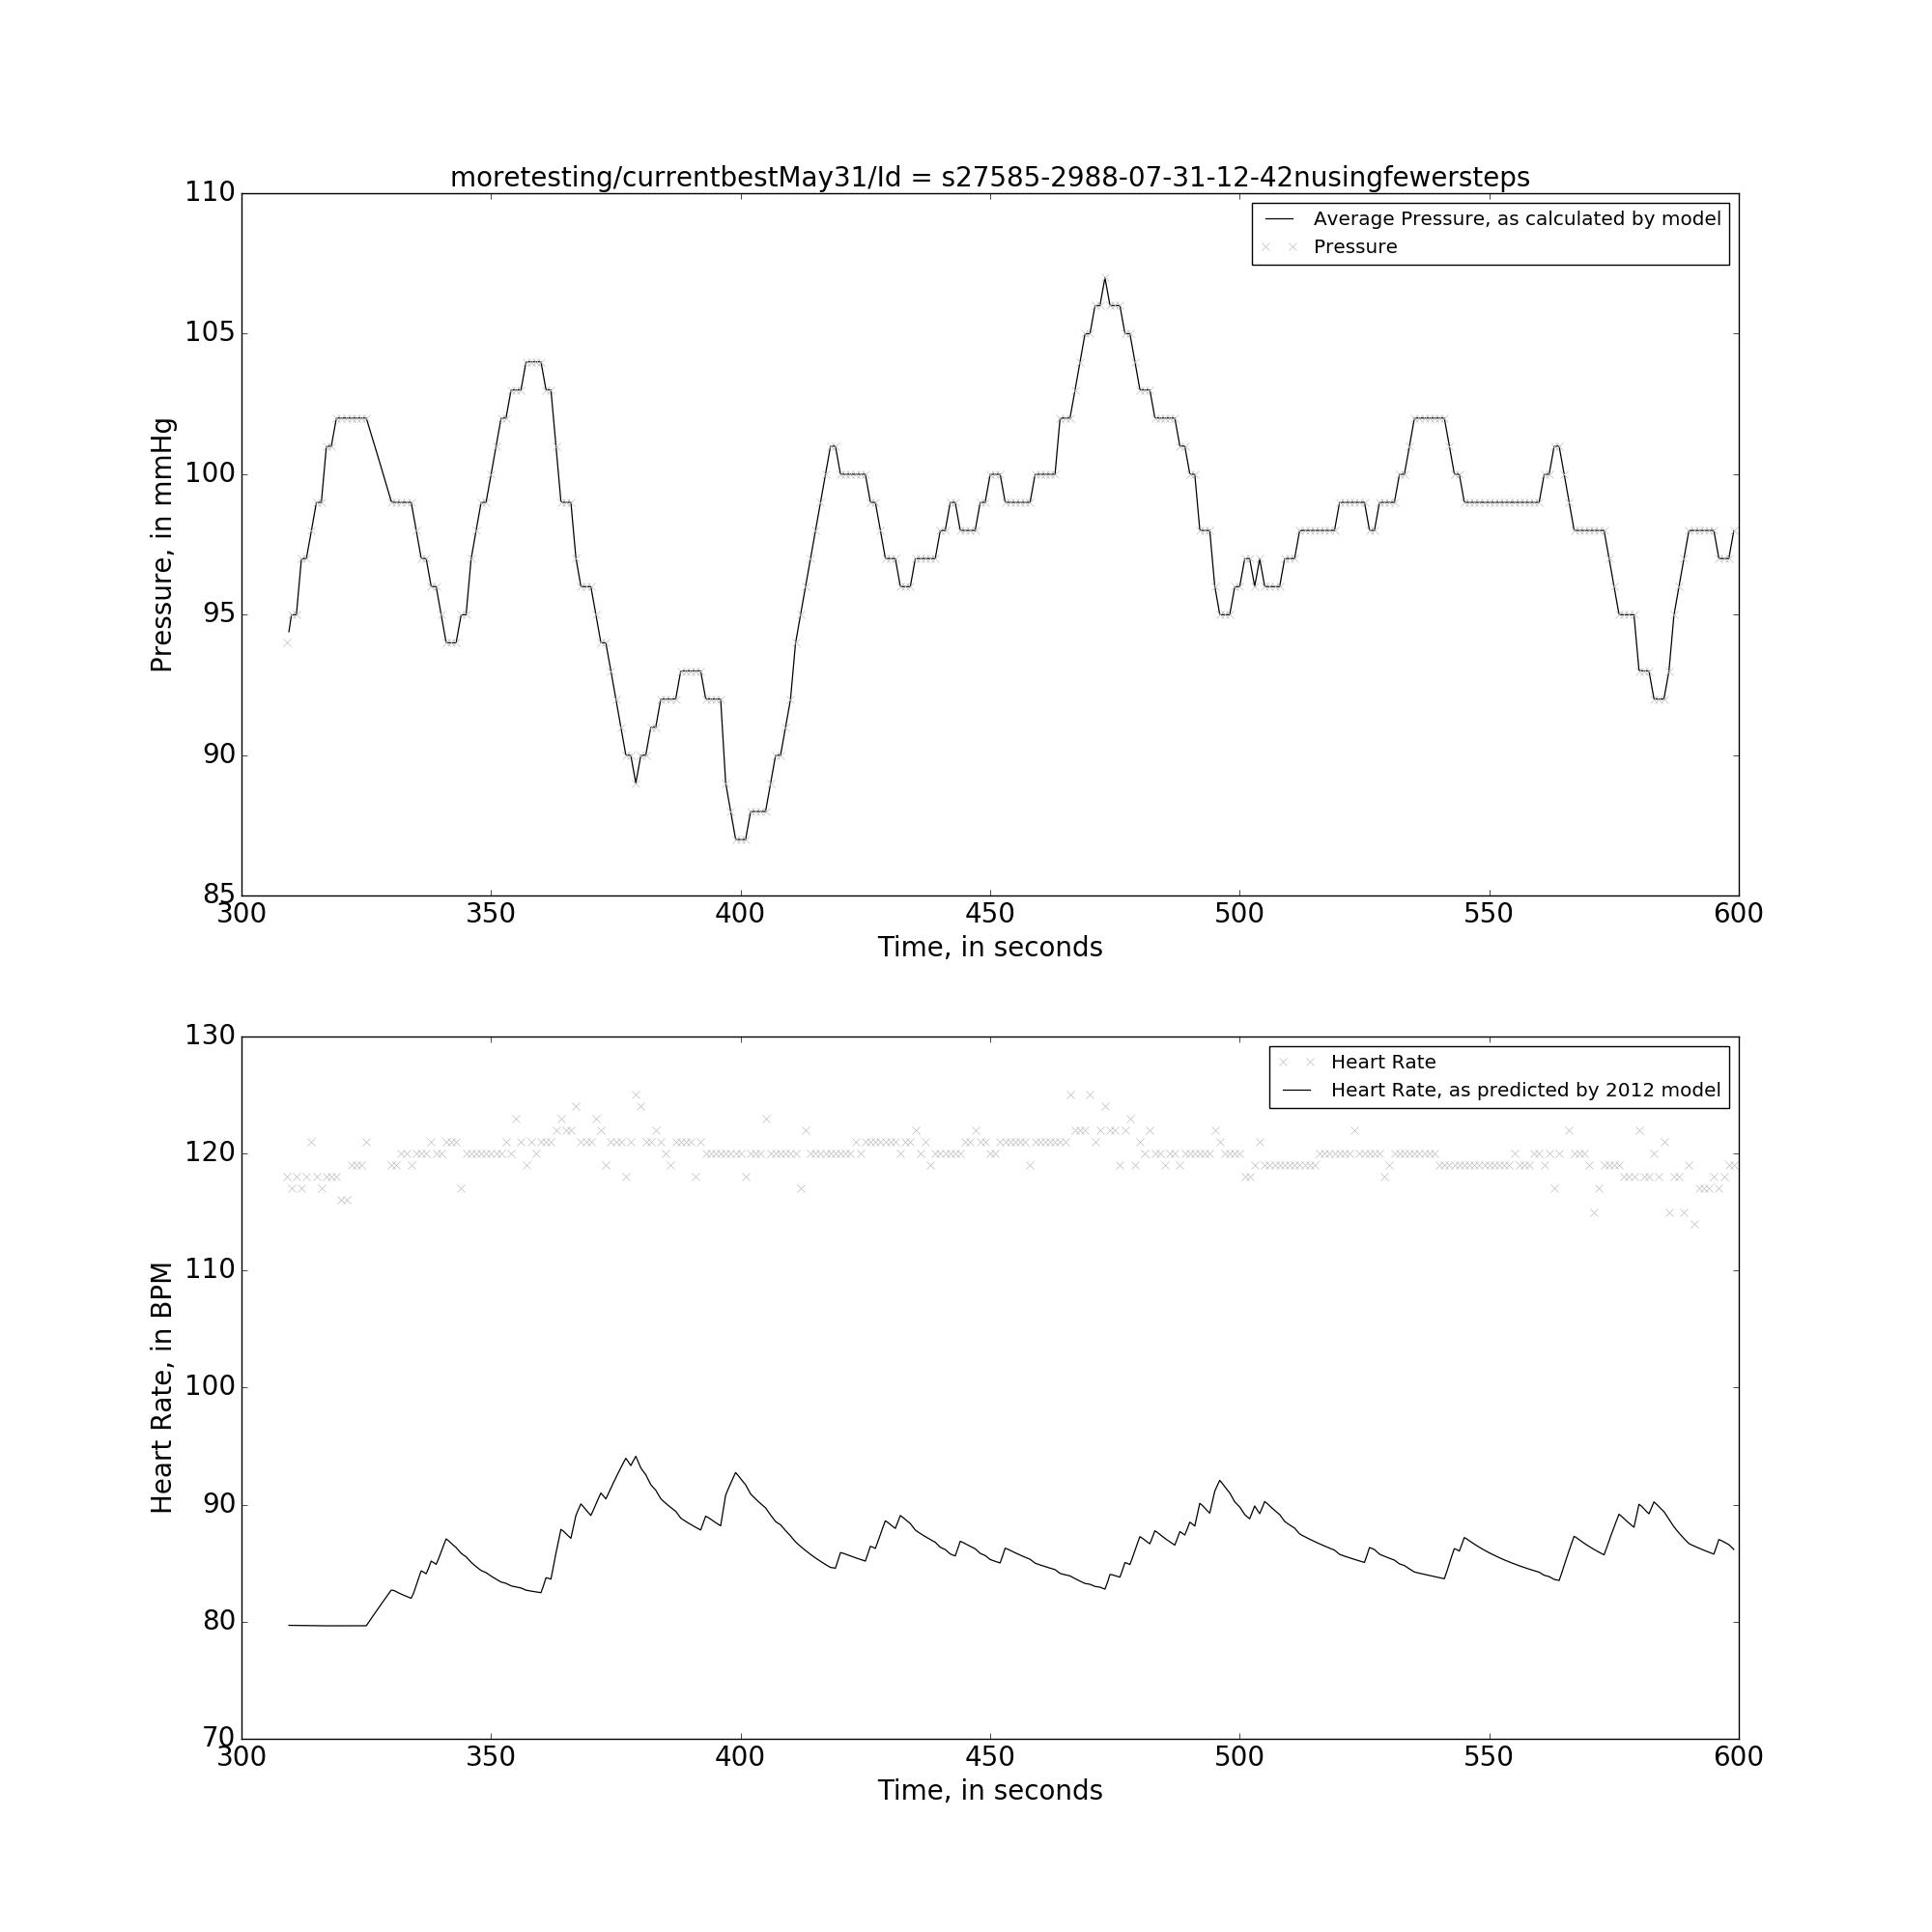 moretesting/currentbestMay31/Id = s27585-2988-07-31-12-42nusingfewersteps
110
105
100
95
90
85
Pressure, in mmHg
Average Pressure, as calculated by model
Pressure
300 350 400 450 500 550 600
Time, in seconds
130
120
110
100
90
80
70
Heart Rate, in BPM
Heart Rate
Heart Rate, as predicted by 2012 model
300 350 400 450 500 550 600
Time, in seconds